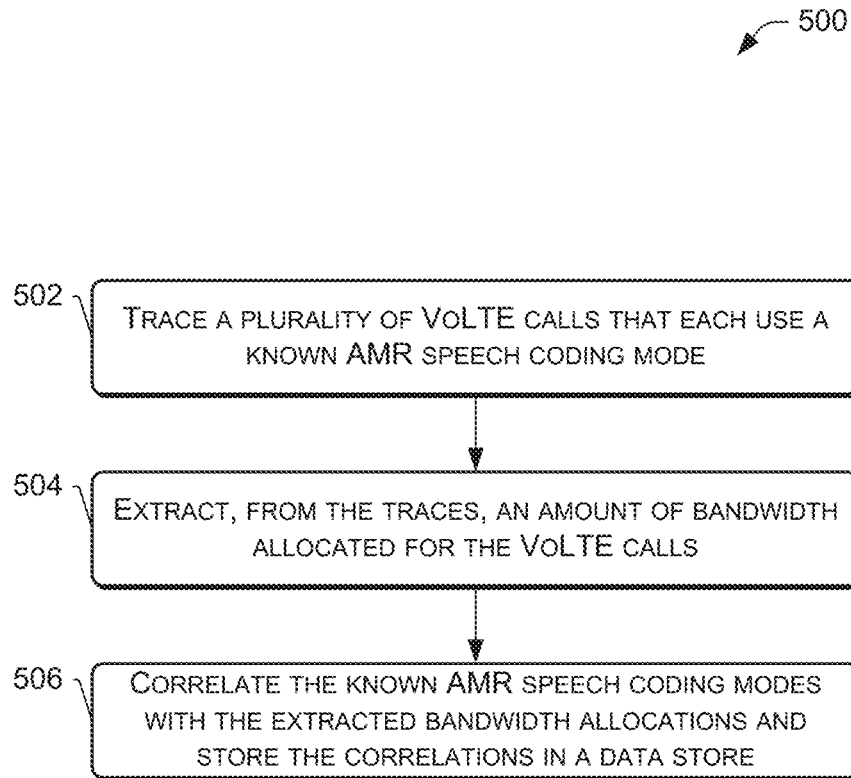 500
502
TRACE A PLURALITY OF VOLTE CALLS THAT EACH USE A
KNOWN AMR SPEECH CODING MODE
504
EXTRACT, FROM THE TRACES, AN AMOUNT OF BANDWIDTH
ALLOCATED FOR THE VOLTE CALLS
506
CORRELATE THE KNOWN AMR SPEECH CODING MODES
WITH THE EXTRACTED BANDWIDTH ALLOCATIONS AND
STORE THE CORRELATIONS IN A DATA STORE